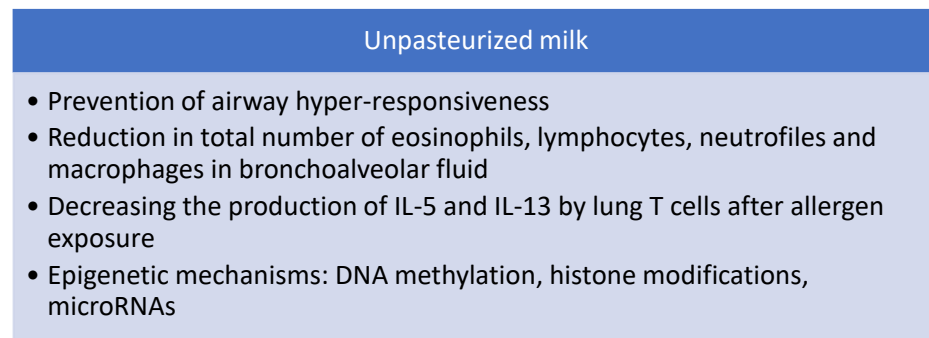 Unpasteurized milk
• Prevention of airway hyper-responsiveness
• Reduction in total number of eosinophils, lymphocytes, neutrofiles and
macrophages in bronchoalveolar fluid
• Decreasing the production of IL-5 and IL-13 by lung T cells after allergen
exposure
• Epigenetic mechanisms: DNA methylation, histone modifications,
microRNAs